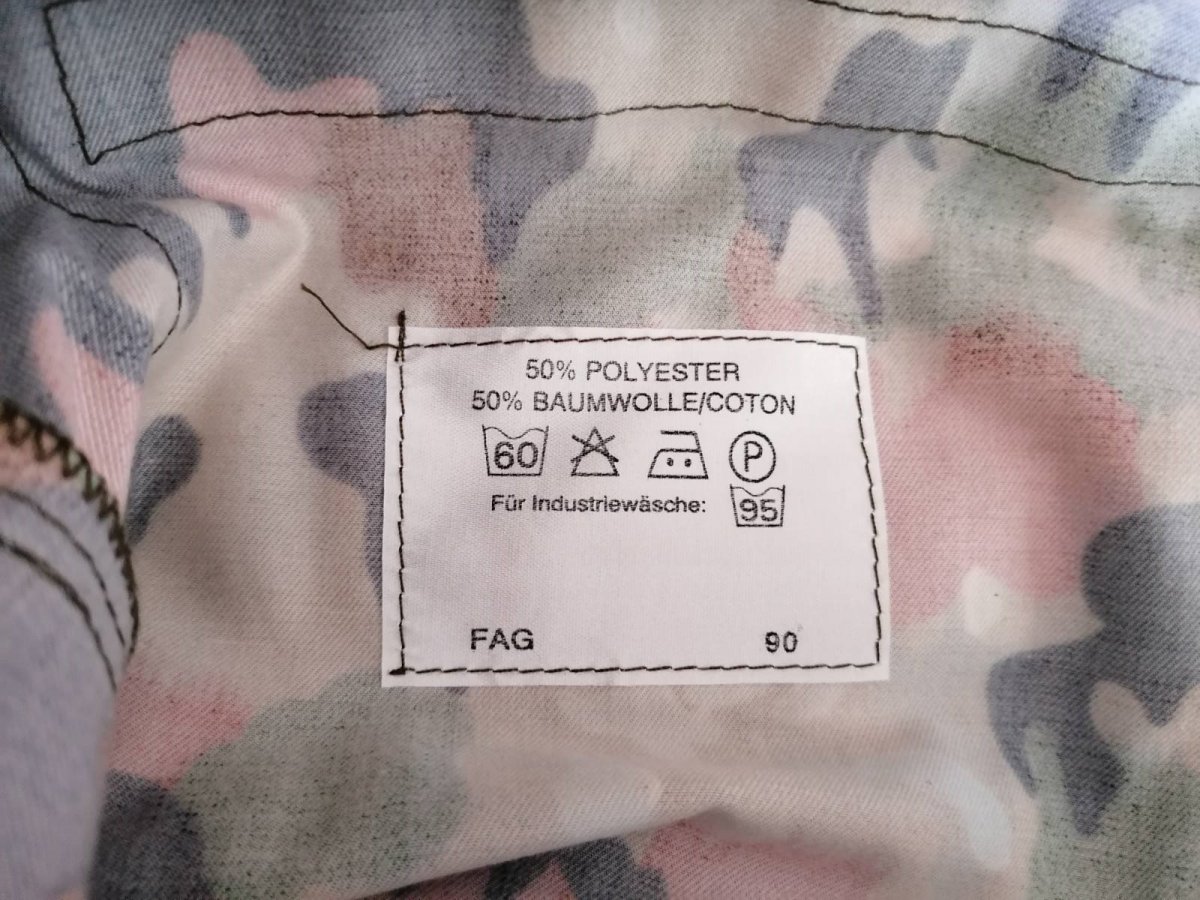 50% POLYESTER
50% BAUMWOLLE/COTON
60 P
Für Industriewäsche: 95
FAG 90